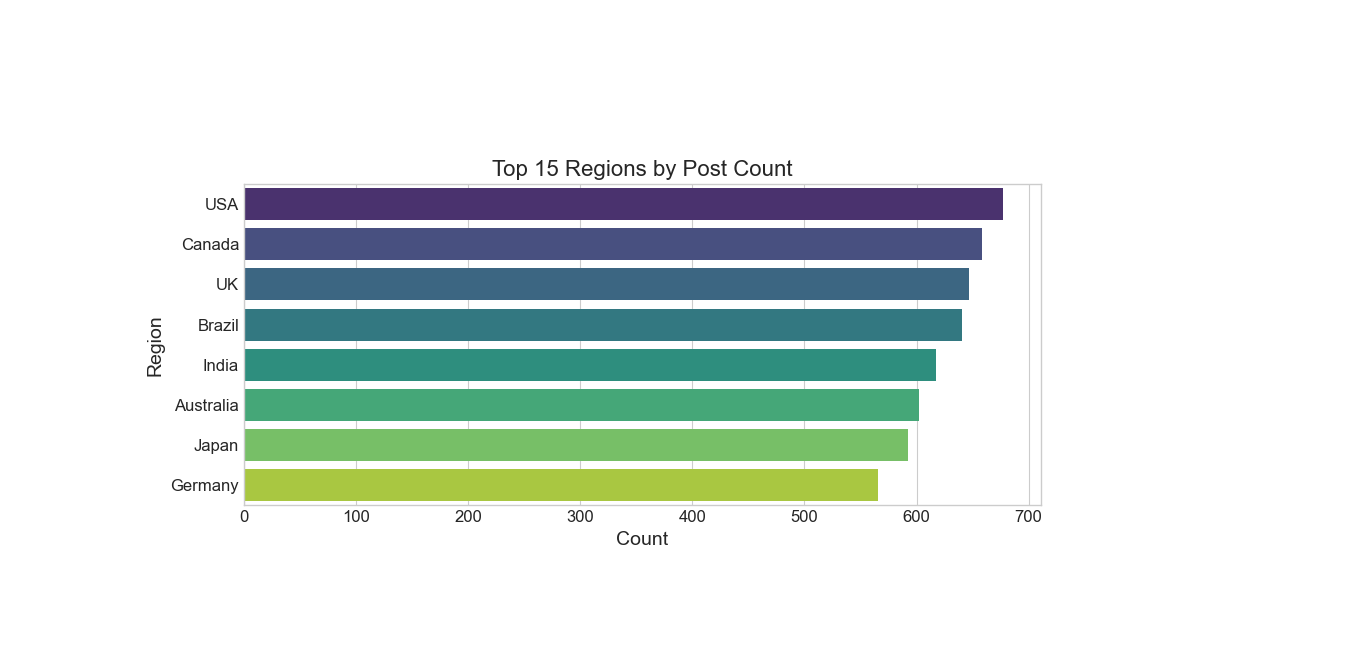 Top 15 Regions by Post Count
Region
USA
Canada
UK
Brazil
India
Australia
Japan
Germany
0 100 200 300 400 500 600 700
Count